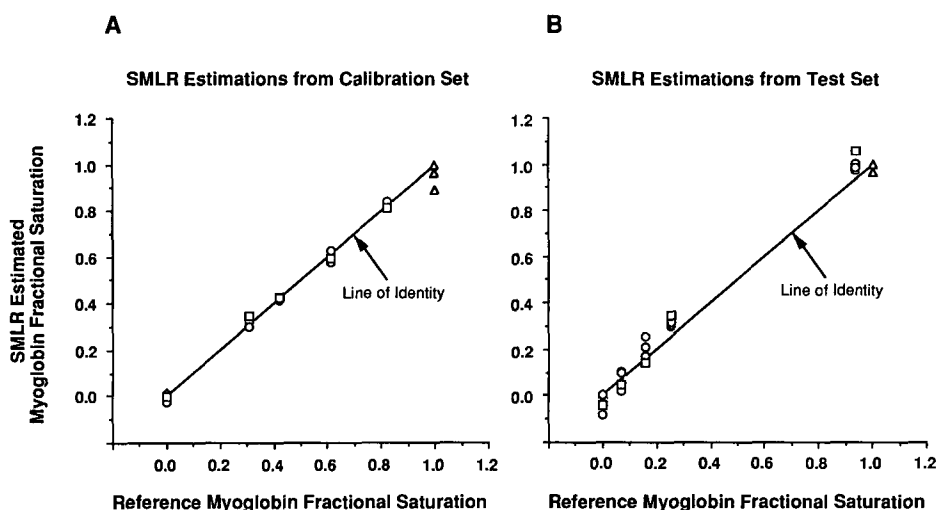 A
SMLR Estimations from Calibration Set
SMLR Estimated
Myoglobin Fractional Saturation
1.2
1.0
0.8
0.6
0.4
0.2
0.0
Line of Identity
0.0 0.2 0.4 0.6 0.8 1.0 1.2
Reference Myoglobin Fractional Saturation
B
SMLR Estimations from Test Set
1.2
1.0
0.8
0.6
0.4
0.2
0.0
Line of Identity
0.0 0.2 0.4 0.6 0.8 1.0 1.2
Reference Myoglobin Fractional Saturation